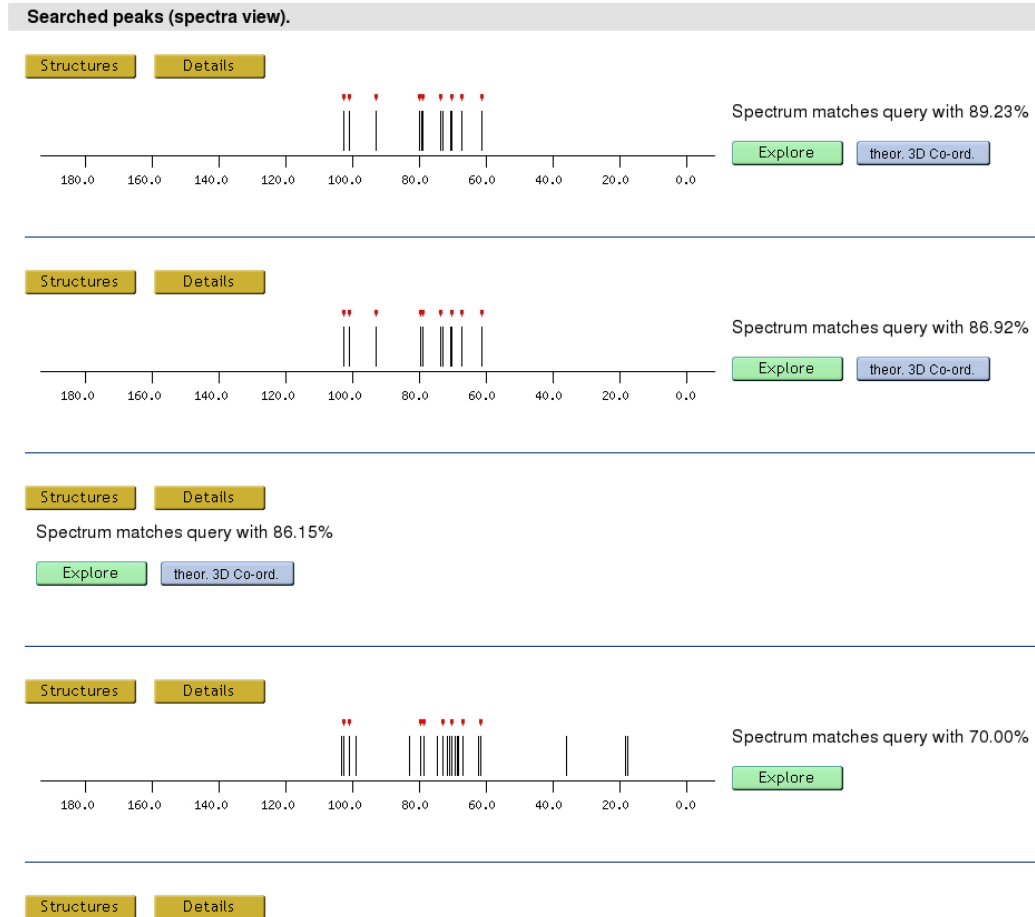 Searched peaks (spectra view).
Structures Details
Spectrum matches query with 89.23%
Explore theor. 3D Co-ord.
180.0 160.0 140.0 120.0 100.0 80.0 60.0 40.0 20.0 0.0
Structures Details
Spectrum matches query with 86.92%
Explore theor. 3D Co-ord.
180.0 160.0 140.0 120.0 100.0 80.0 60.0 40.0 20.0 0.0
Structures Details
Spectrum matches query with 86.15%
Explore theor. 3D Co-ord.
Structures Details
Spectrum matches query with 70.00%
Explore
180.0 160.0 140.0 120.0 100.0 80.0 60.0 40.0 20.0 0.0
Structures Details